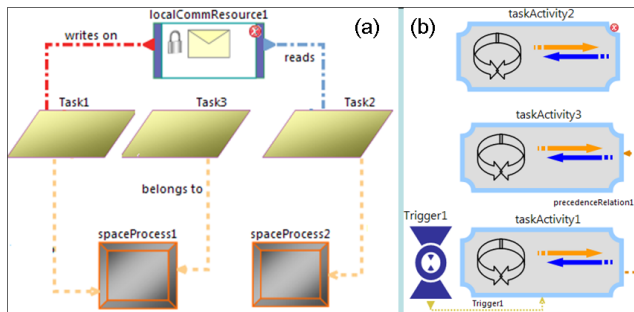 localCommResource1
(a)
writes on
reads
Task1
Task3
Task2
belongs to
spaceProcess1
spaceProcess2
(b)
taskActivity2
taskActivity3
precedenceRelation1
Trigger1
taskActivity1
Trigger1